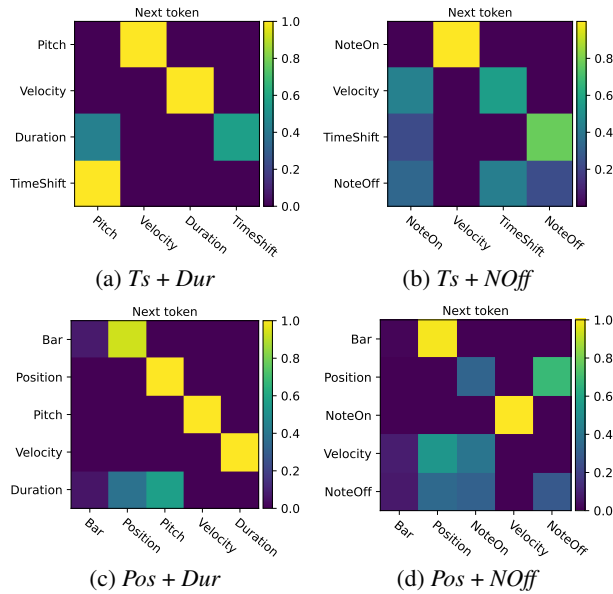 Next token
Pitch
Velocity
Duration
TimeShift
Pitch
Velocity
Duration
TimeShift
1.0
0.8
0.6
0.4
0.2
0.0
(a) Ts + Dur
Next token
NoteOn
Velocity
TimeShift
NoteOff
NoteOn
Velocity
TimeShift
NoteOff
0.8
0.6
0.4
0.2
(b) Ts + NOff
Next token
Bar
Position
Pitch
Velocity
Duration
Bar
Position
Pitch
Velocity
Duration
1.0
0.8
0.6
0.4
0.2
0.0
(c) Pos + Dur
Next token
Bar
Position
NoteOn
Velocity
NoteOff
Bar
Position
NoteOn
Velocity
NoteOff
1.0
0.8
0.6
0.4
0.2
0.0
(d) Pos + NOff